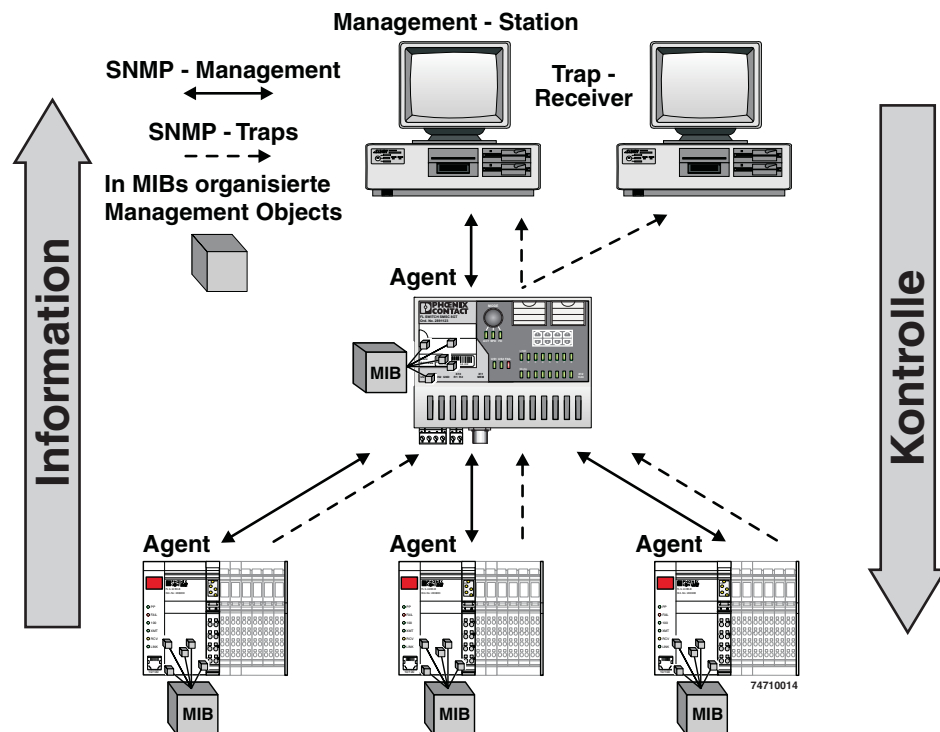 Management - Station
SNMP - Management
Trap -
Receiver
SNMP - Traps
In MIBs organisierte
Management Objects
Information
Kontrolle
Agent
PHŒNIX
CONTACT
MIB
Agent
Agent
Agent
MIB
MIB
MIB
74710014